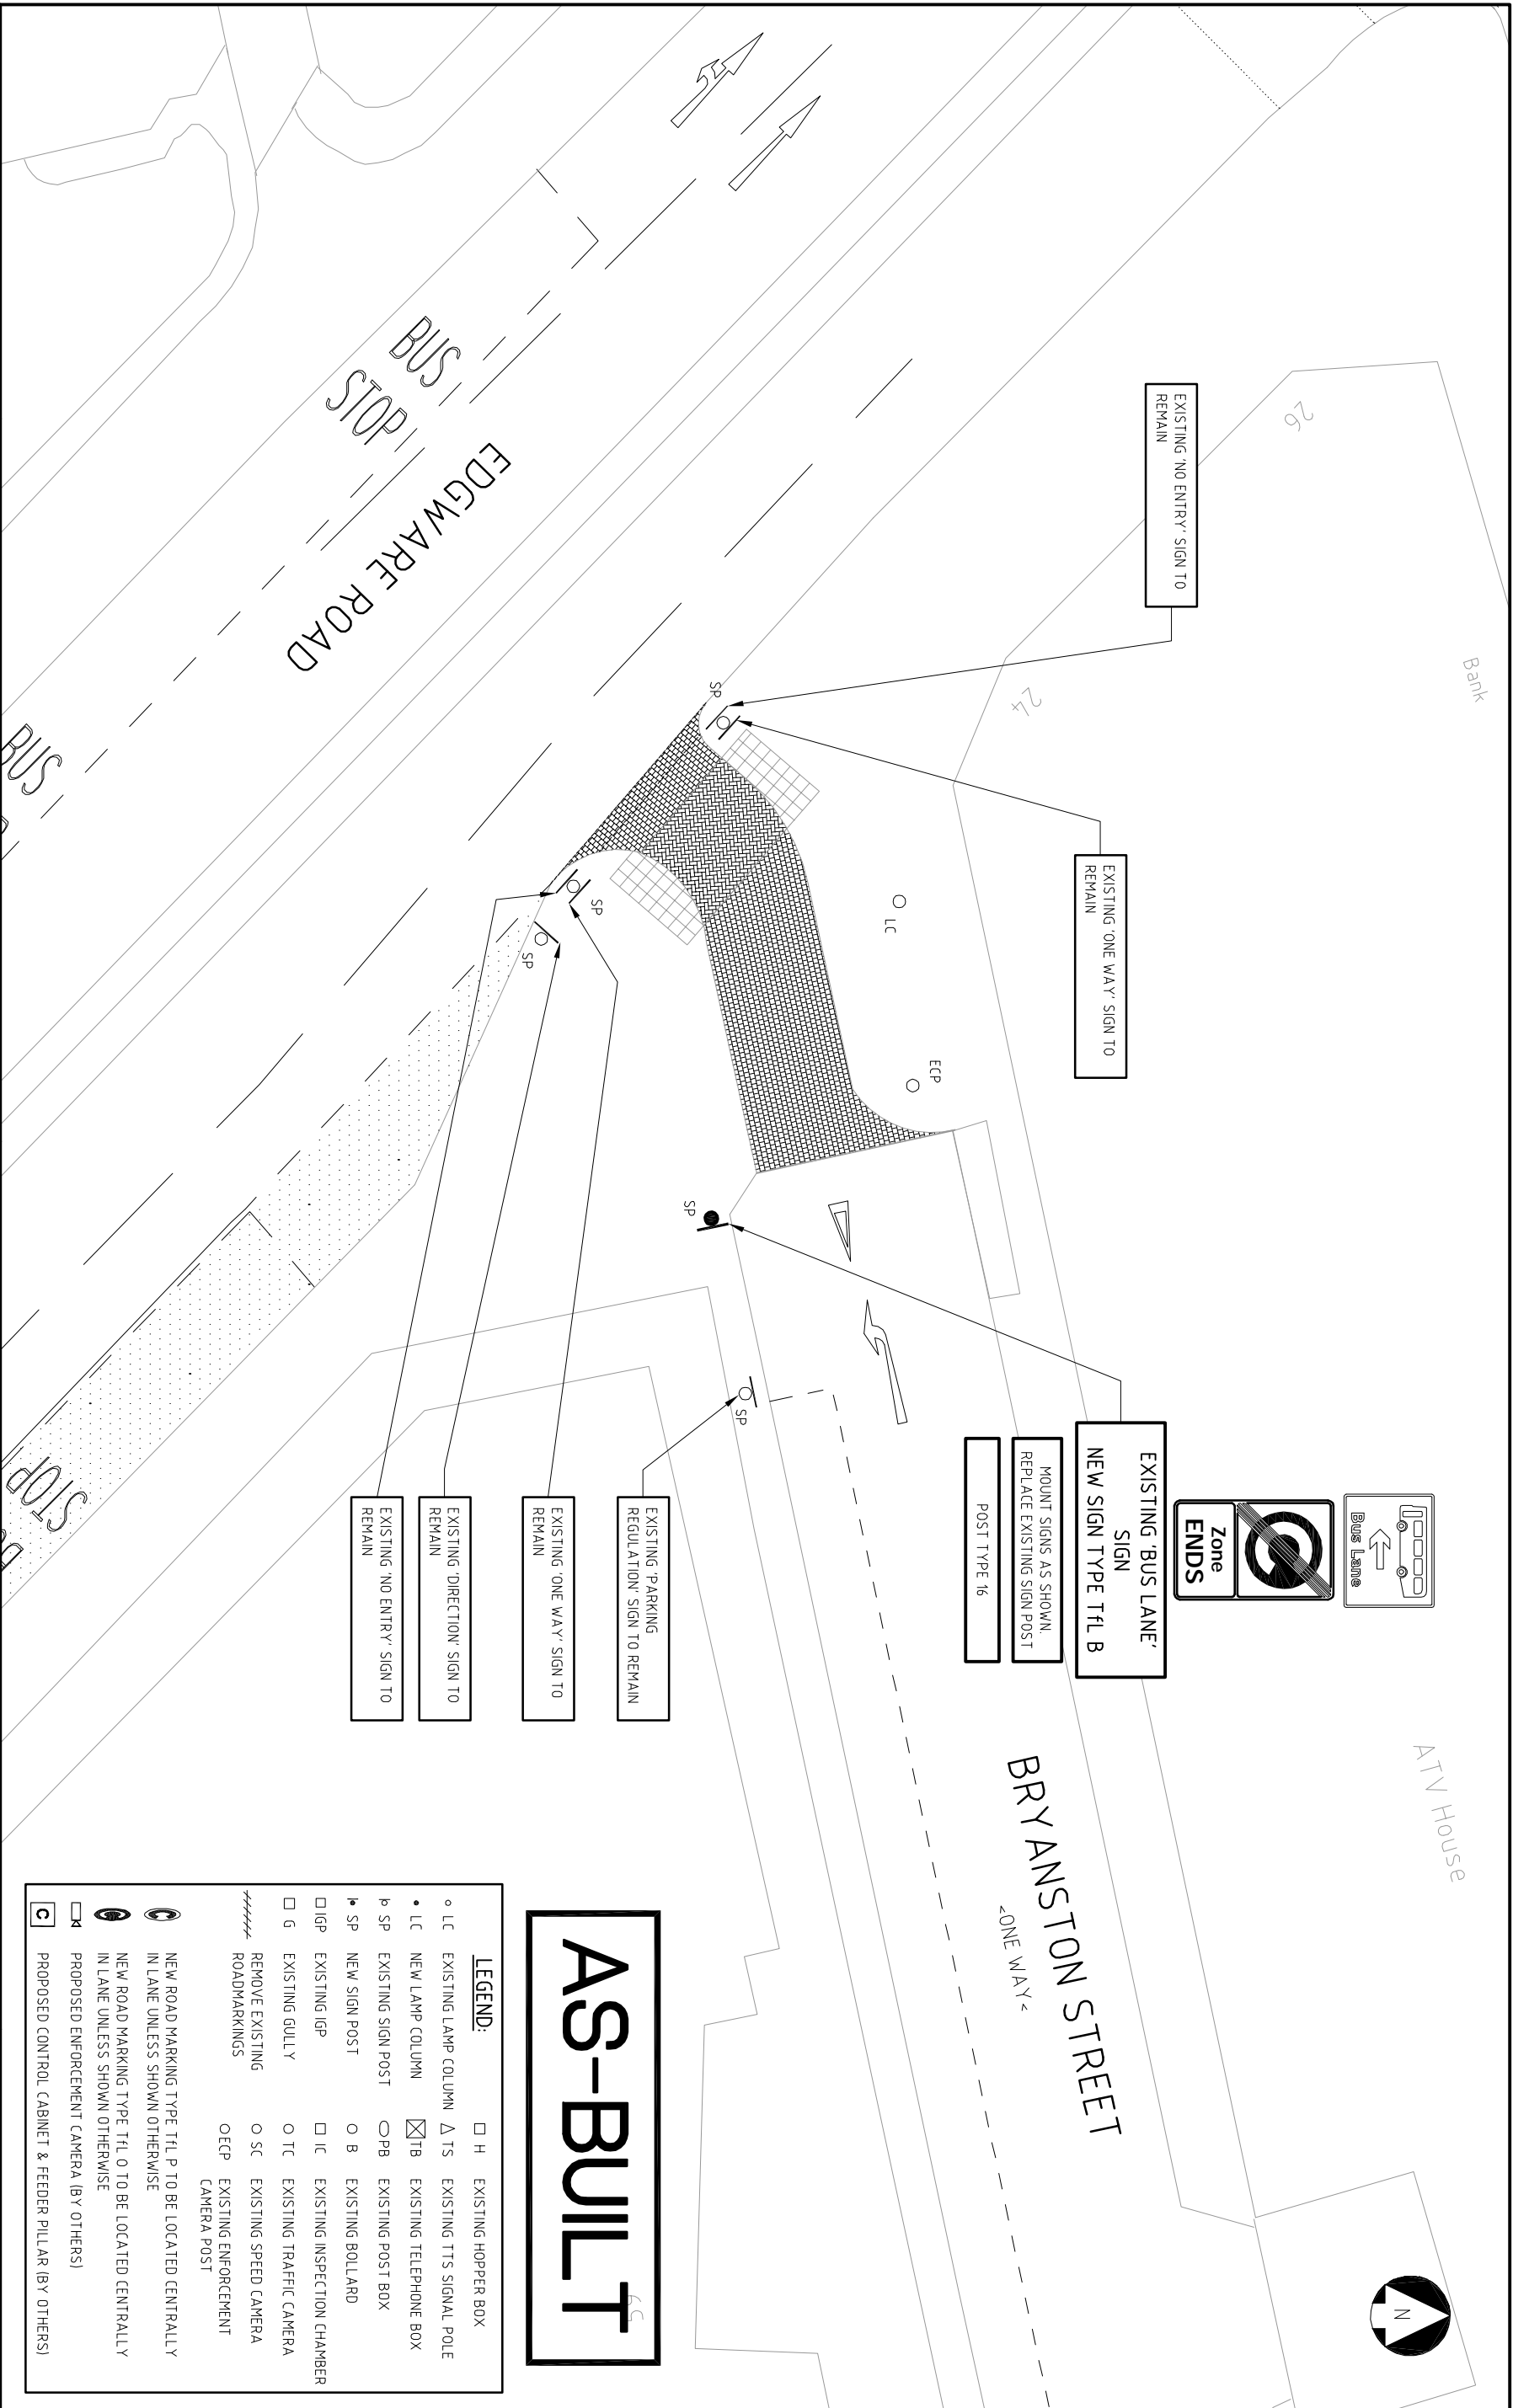 EXISTING 'NO ENTRY' SIGN TO
REMAIN
EXISTING 'ONE WAY' SIGN TO
REMAIN
26
24
Bank
ATV House
Bus Lane
Zone
ENDS
EXISTING 'BUS LANE'
SIGN
NEW SIGN TYPE TfL B
MOUNT SIGNS AS SHOWN.
REPLACE EXISTING SIGN POST
POST TYPE 16
BRYANSTON STREET
<ONE WAY<
N
EDGWARE ROAD
BUS
STOP
BUS
STOP
SP
SP
SP
SP
SP
LC
ECP
EXISTING 'PARKING
REGULATION' SIGN TO REMAIN
EXISTING 'ONE WAY' SIGN TO
REMAIN
EXISTING 'DIRECTION' SIGN TO
REMAIN
EXISTING 'NO ENTRY' SIGN TO
REMAIN
59
AS-BUILT
LEGEND:
LC EXISTING LAMP COLUMN
LC NEW LAMP COLUMN
SP EXISTING SIGN POST
SP NEW SIGN POST
IGP EXISTING IGP
G EXISTING GULLY
REMOVE EXISTING
ROADMARKINGS
H EXISTING HOPPER BOX
TS EXISTING TTS SIGNAL POLE
TB EXISTING TELEPHONE BOX
PB EXISTING POST BOX
B EXISTING BOLLARD
IC EXISTING INSPECTION CHAMBER
TC EXISTING TRAFFIC CAMERA
SC EXISTING SPEED CAMERA
ECP EXISTING ENFORCEMENT
CAMERA POST
C NEW ROAD MARKING TYPE TfL P TO BE LOCATED CENTRALLY
IN LANE UNLESS SHOWN OTHERWISE
NEW ROAD MARKING TYPE TfL O TO BE LOCATED CENTRALLY
IN LANE UNLESS SHOWN OTHERWISE
PROPOSED ENFORCEMENT CAMERA (BY OTHERS)
C PROPOSED CONTROL CABINET & FEEDER PILLAR (BY OTHERS)